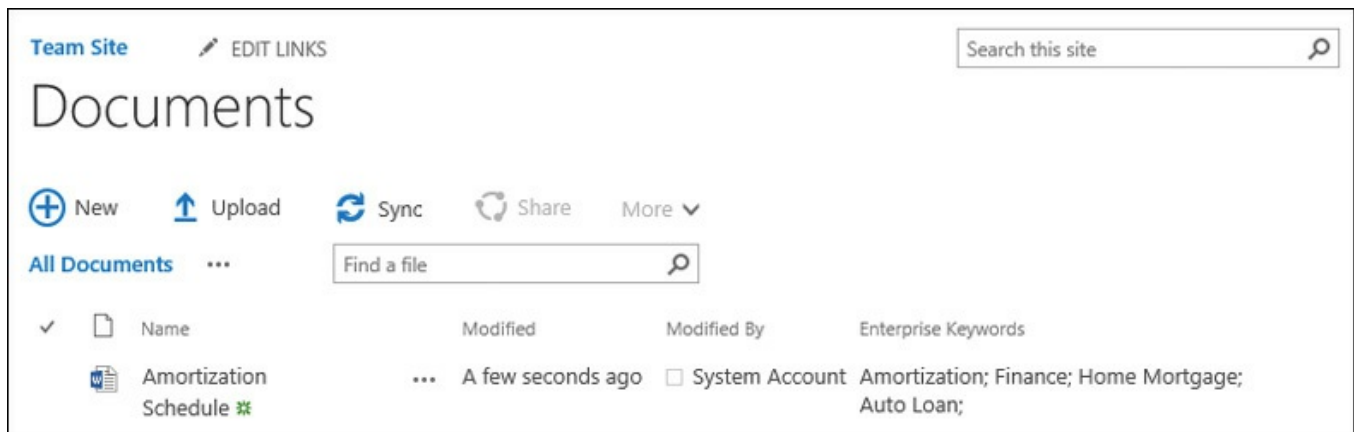 Team Site EDIT LINKS Search this site
Documents
New Upload Sync Share More
All Documents ... Find a file
Name Modified Modified By Enterprise Keywords
Amortization ... A few seconds ago System Account Amortization; Finance; Home Mortgage;
Schedule Auto Loan;